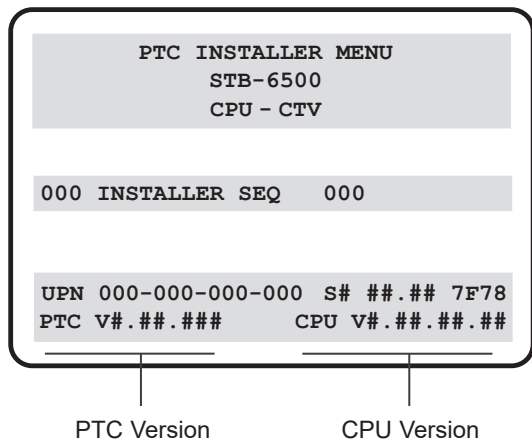 PTC INSTALLER MENU
STB-6500
CPU – CTV
000 INSTALLER SEQ 000
UPN 000-000-000-000 S# ##.## 7F78
PTC V#.##.### CPU V#.##.##.##
PTC Version CPU Version